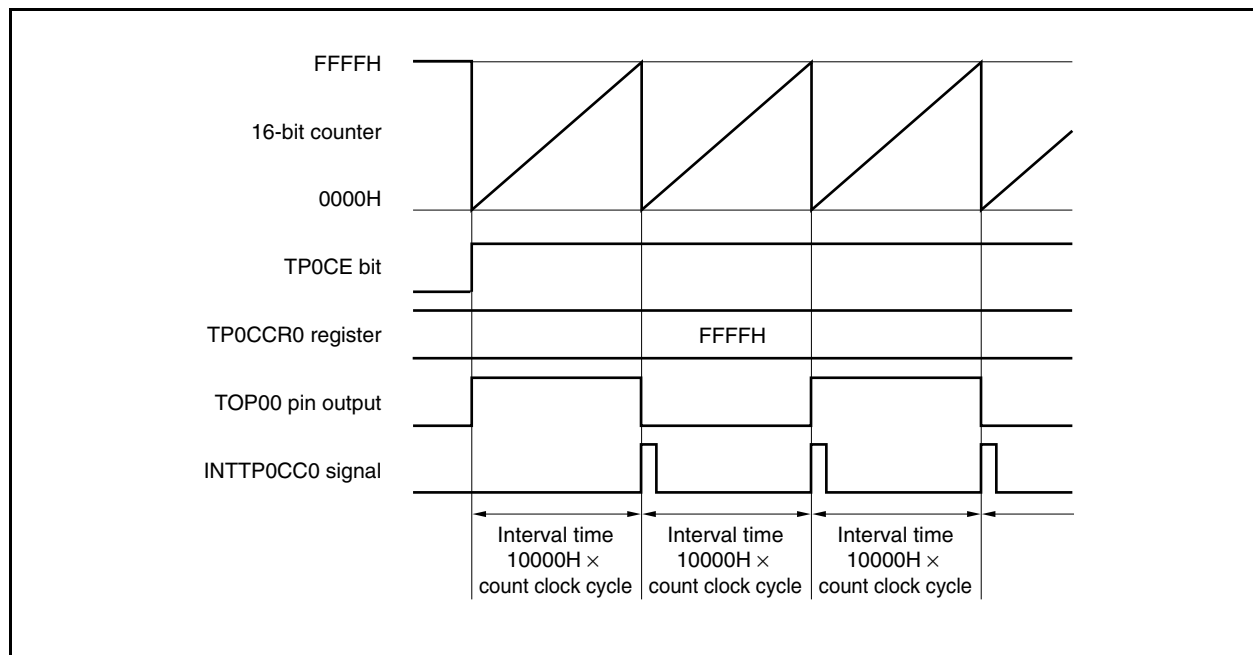 FFFFH
16-bit counter
0000H
TP0CE bit
TP0CCR0 register
FFFFH
TOP00 pin output
INTTP0CC0 signal
Interval time
10000H ×
count clock cycle
Interval time
10000H ×
count clock cycle
Interval time
10000H ×
count clock cycle